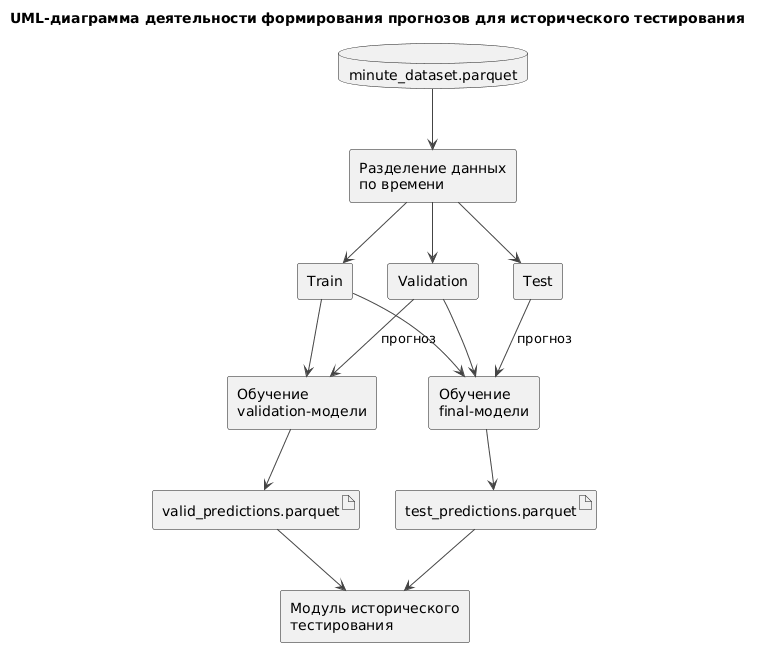 UML-диаграмма деятельности формирования прогнозов для исторического тестирования
minute_dataset.parquet
Разделение данных
по времени
Train
Validation
Test
прогноз
прогноз
Обучение
validation-модели
Обучение
final-модели
valid_predictions.parquet
test_predictions.parquet
Модуль исторического
тестирования